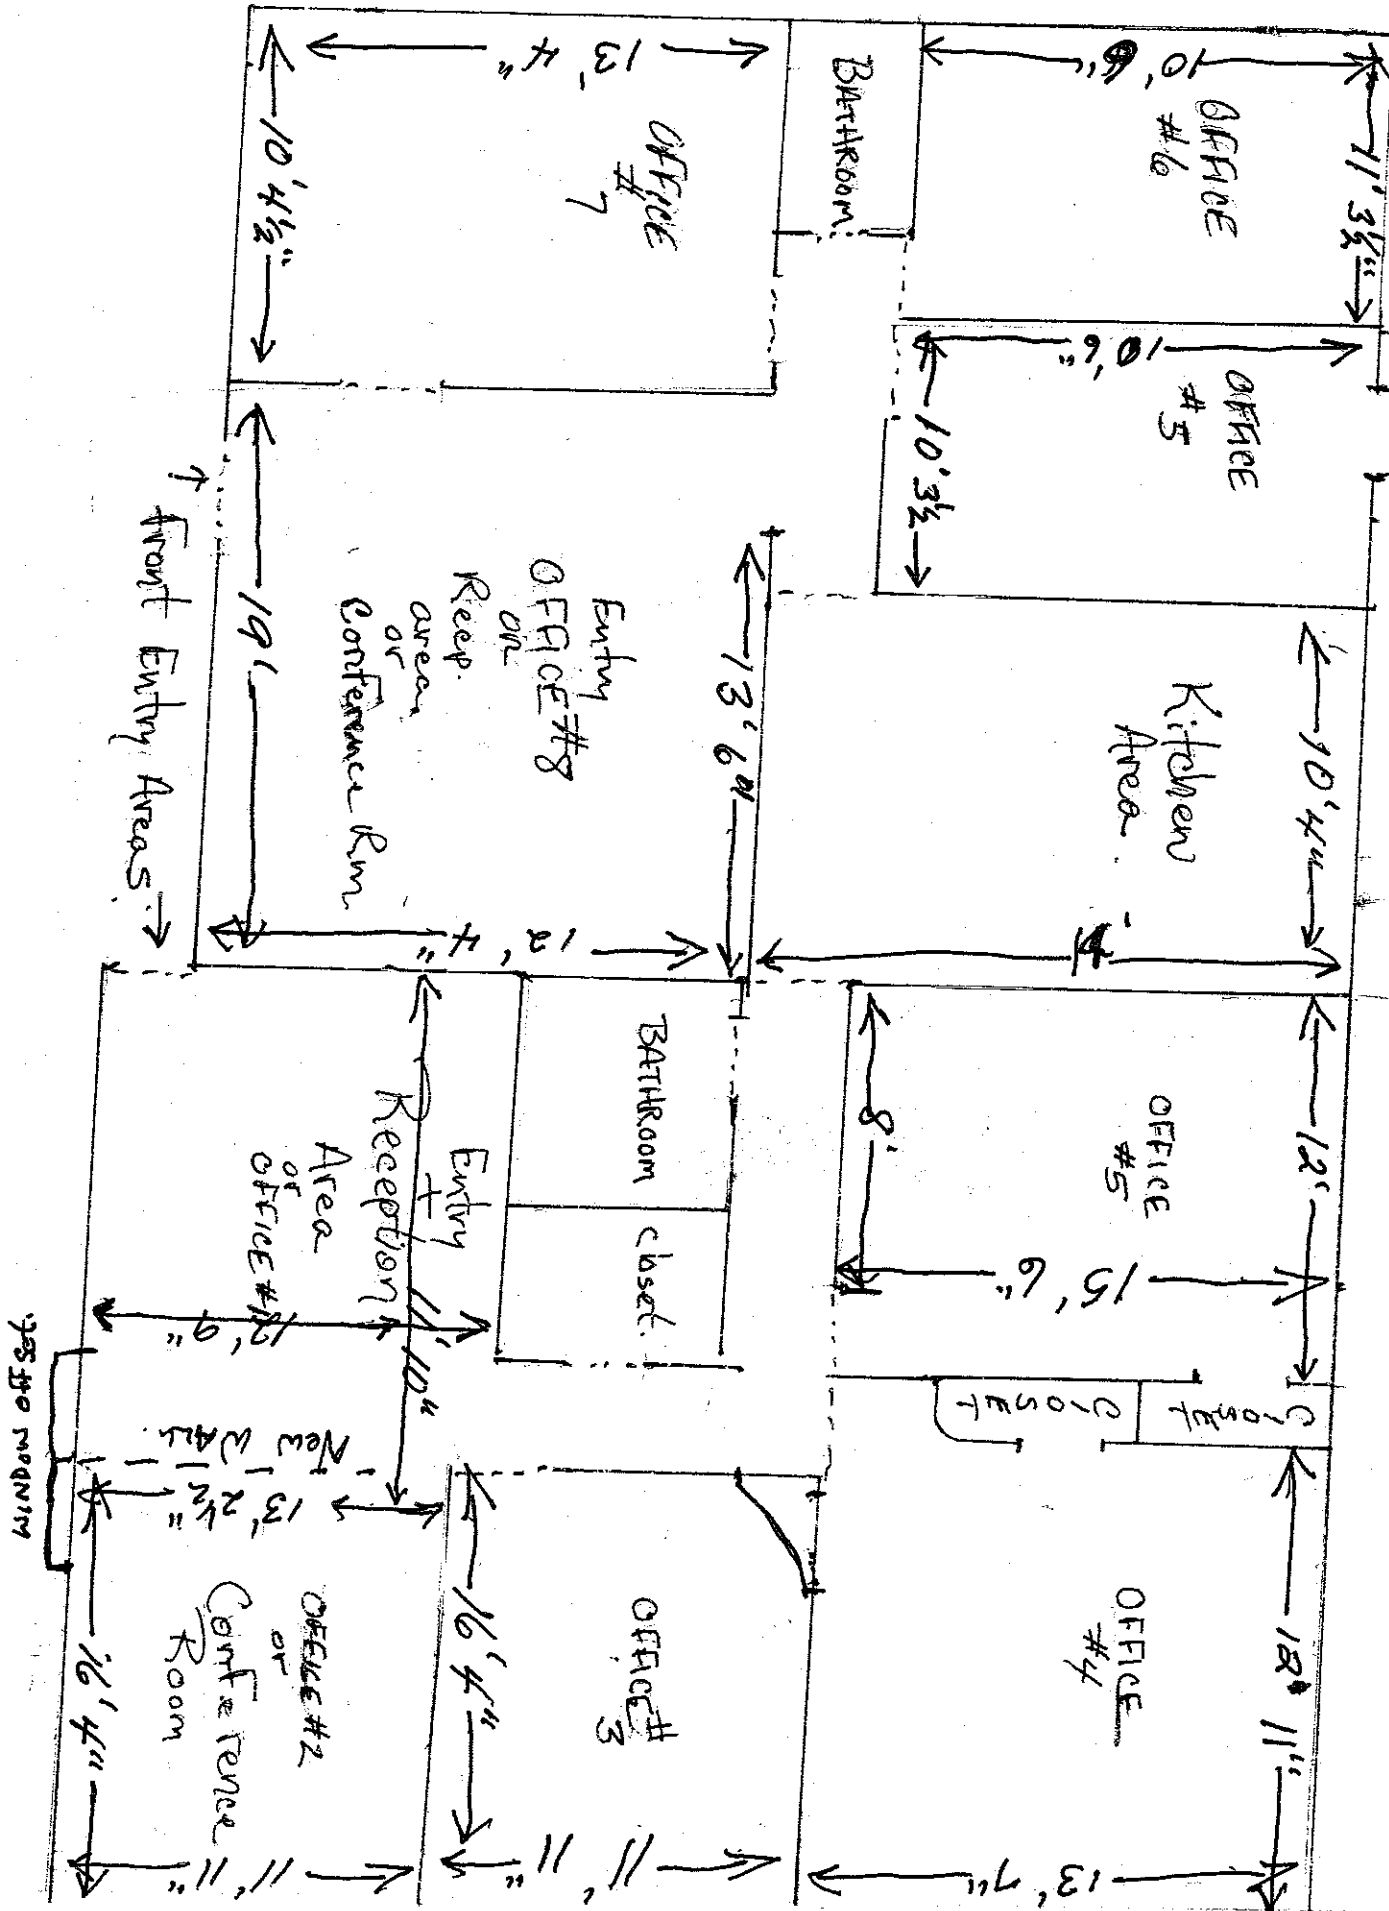 13' 4"
10' 4½"
OFFICE
#
7
BATHROOM
10' 6"
11' 3½"
OFFICE
#6
10' 6"
10' 3½
OFFICE
#5
Kitchen
Area.
10' 4"
13' 6"
Entry
OFFICE #8
or
Recep.
area
or
Conference Rm
19'
12' 4"
↑
Front Entry Areas. →
BATHROOM
closet.
Entry
+
Reception
Area
or
OFFICE #1
12' 9"
11' 10"
OFFICE
#5
12'
8'
15' 6"
CLOSET
CLOSET
New WALL
13' 2½"
WINDOW OFFSET.
OFFICE #2
or
Conference
Room
16' 4"
11' 11"
OFFICE #
3
16' 4"
11' 11"
OFFICE
#4
11"
13' 7"